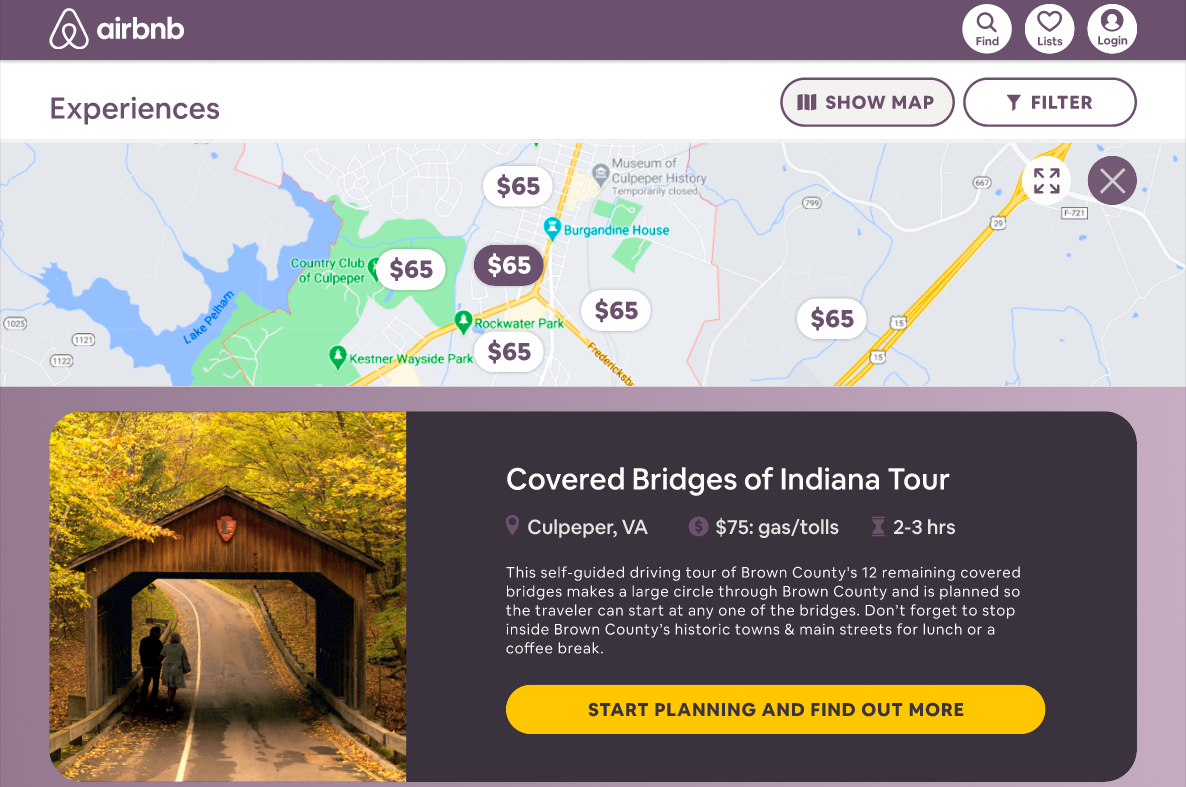 airbnb
Find
Lists
Login
Experiences
SHOW MAP
FILTER
$65
Museum of
Culpeper History
Temporarily closed
667
799
F-721
29
Burgandine House
Country Club
of Culpeper
$65
$65
$65
$65
Lake Pelham
1025
1121
1122
Rockwater Park
15
$65
Kestner Wayside Park
Fredericksb
15
Covered Bridges of Indiana Tour
Culpeper, VA
$75: gas/tolls
2-3 hrs
This self-guided driving tour of Brown County's 12 remaining covered
bridges makes a large circle through Brown County and is planned so
the traveler can start at any one of the bridges. Don’t forget to stop
inside Brown County’s historic towns & main streets for lunch or a
coffee break.
START PLANNING AND FIND OUT MORE